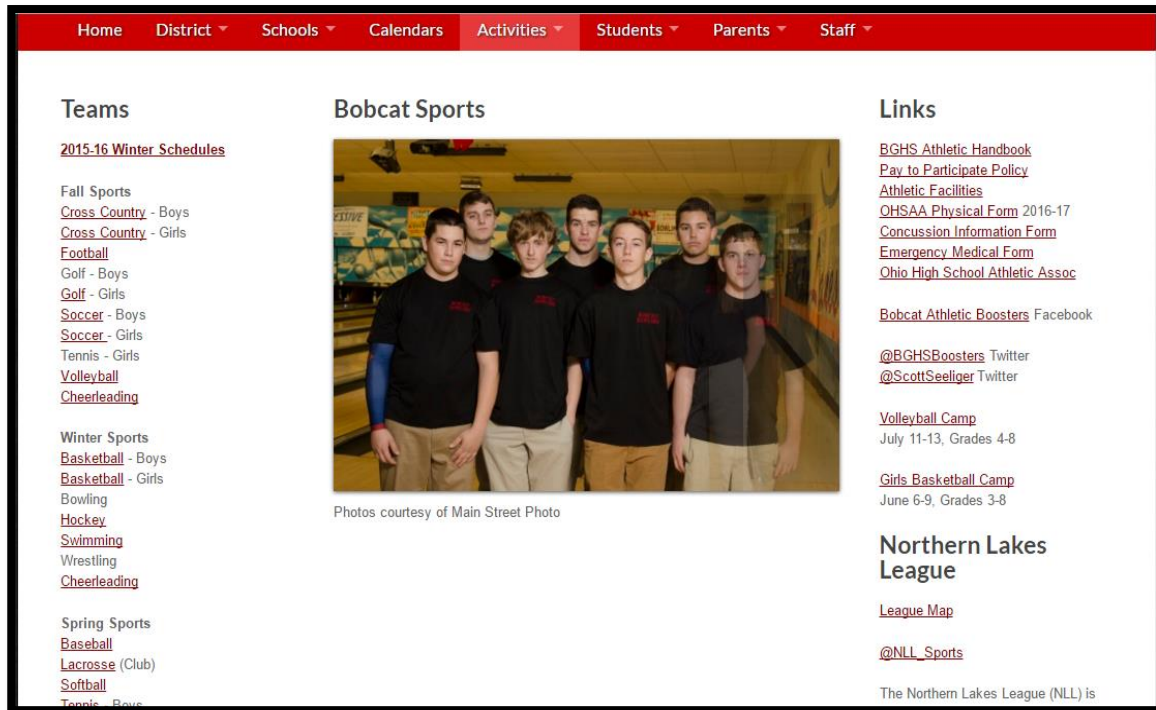 Home District Schools Calendars Activities Students Parents Staff
Teams
2015-16 Winter Schedules
Fall Sports
Cross Country - Boys
Cross Country - Girls
Football
Golf - Boys
Golf - Girls
Soccer - Boys
Soccer - Girls
Tennis - Girls
Volleyball
Cheerleading
Winter Sports
Basketball - Boys
Basketball - Girls
Bowling
Hockey
Swimming
Wrestling
Cheerleading
Spring Sports
Baseball
Lacrosse (Club)
Softball
Tennis - Boys
Bobcat Sports
Photos courtesy of Main Street Photo
Links
BGHS Athletic Handbook
Pay to Participate Policy
Athletic Facilities
OHSAA Physical Form 2016-17
Concussion Information Form
Emergency Medical Form
Ohio High School Athletic Assoc
Bobcat Athletic Boosters Facebook
@BGHSBoosters Twitter
@ScottSeeliger Twitter
Volleyball Camp
July 11-13, Grades 4-8
Girls Basketball Camp
June 6-9, Grades 3-8
Northern Lakes
League
League Map
@NLL_Sports
The Northern Lakes League (NLL) is